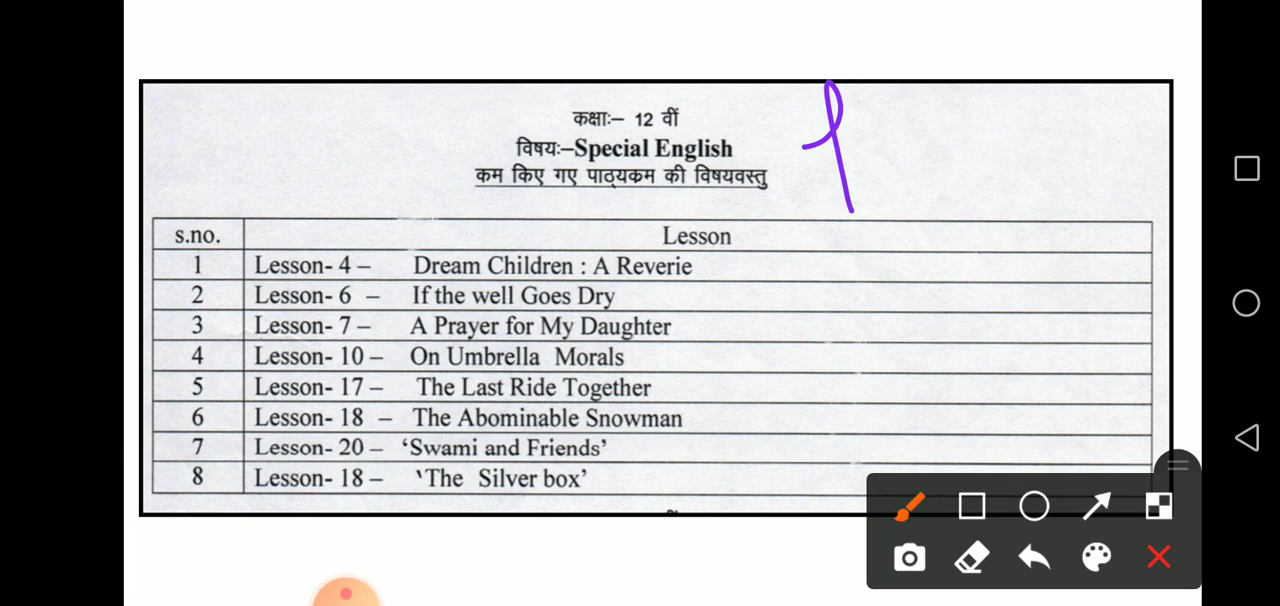 कक्षाः– 12 वीं
विषयः–Special English
कम किए गए पाठ्यक्रम की विषयवस्तु
s.no. Lesson
1 Lesson- 4 – Dream Children : A Reverie
2 Lesson- 6 – If the well Goes Dry
3 Lesson- 7 – A Prayer for My Daughter
4 Lesson- 10 – On Umbrella Morals
5 Lesson- 17 – The Last Ride Together
6 Lesson- 18 – The Abominable Snowman
7 Lesson- 20 – ‘Swami and Friends’
8 Lesson- 18 – ‘The Silver box’